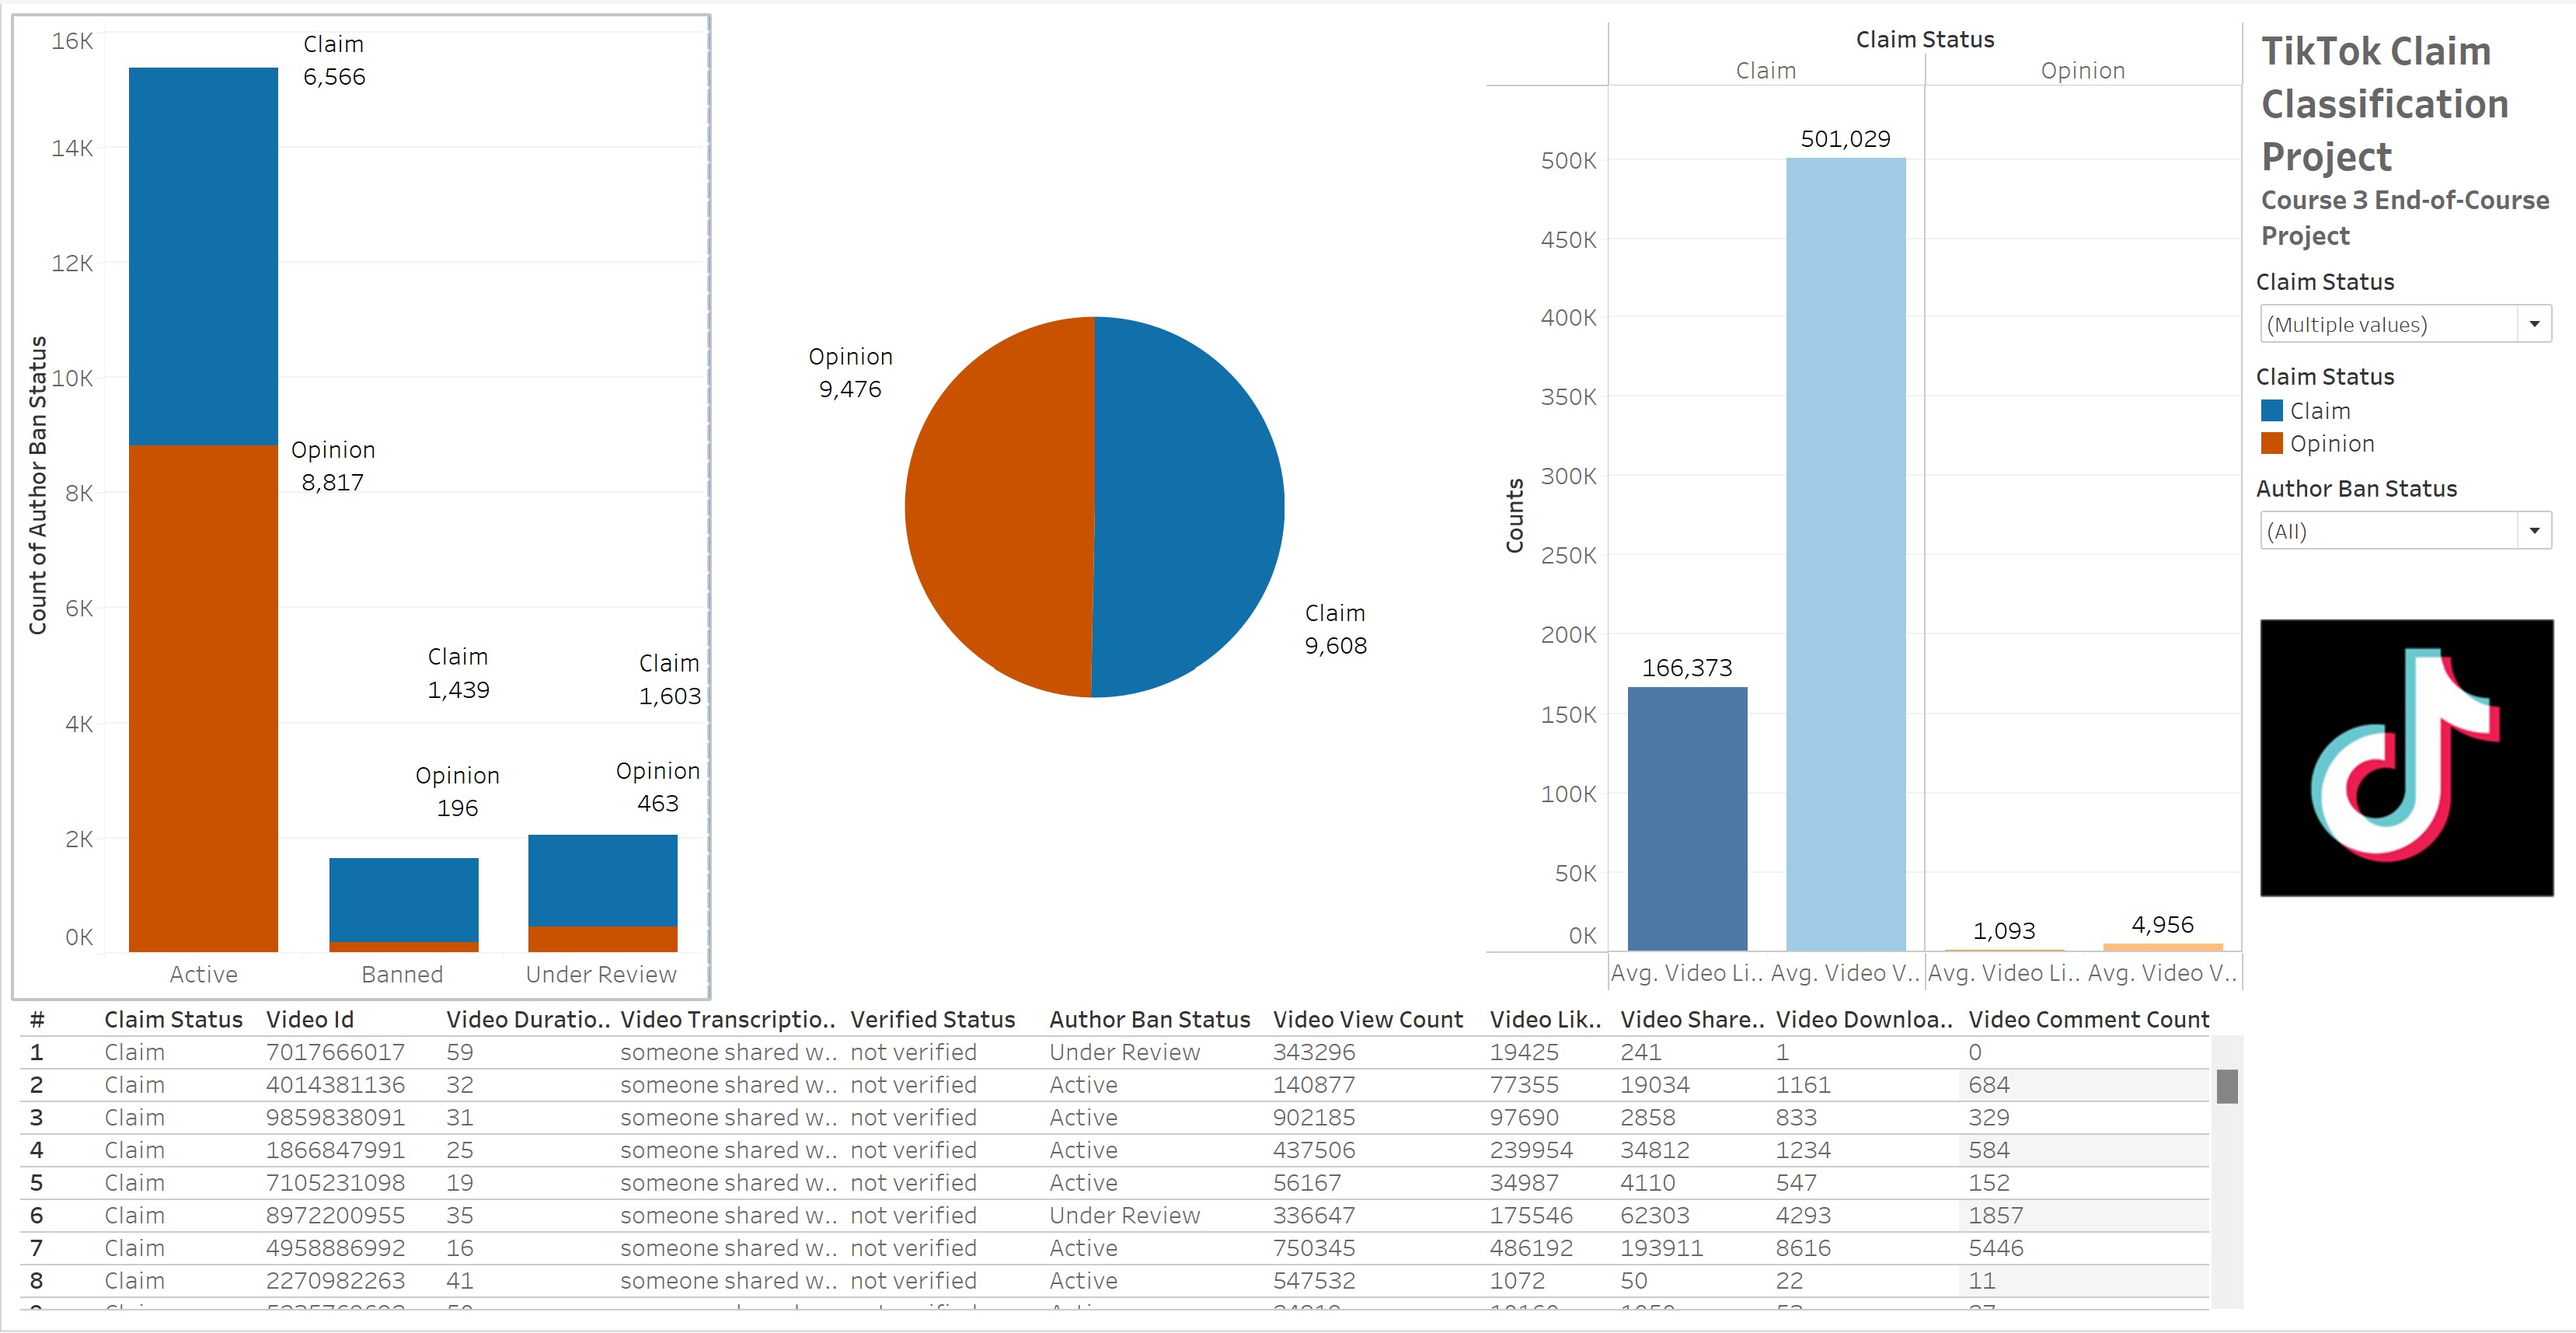 16K
14K
12K
10K
8K
6K
4K
2K
0K
Count of Author Ban Status
Claim
6,566
Opinion
8,817
Claim
1,439
Opinion
196
Claim
1,603
Opinion
463
Active
Banned
Under Review
Opinion
9,476
Claim
9,608
Claim Status
Claim
Opinion
500K
450K
400K
350K
300K
250K
200K
150K
100K
50K
0K
Counts
166,373
501,029
1,093
4,956
Avg. Video Li..
Avg. Video V..
Avg. Video Li..
Avg. Video V..
TikTok Claim
Classification
Project
Course 3 End-of-Course
Project
Claim Status
(Multiple values)
Claim Status
Claim
Opinion
Author Ban Status
(All)
# Claim Status Video Id Video Duratio.. Video Transcriptio.. Verified Status Author Ban Status Video View Count Video Lik.. Video Share.. Video Downloa.. Video Comment Count
1 Claim 7017666017 59 someone shared w.. not verified Under Review 343296 19425 241 1 0
2 Claim 4014381136 32 someone shared w.. not verified Active 140877 77355 19034 1161 684
3 Claim 9859838091 31 someone shared w.. not verified Active 902185 97690 2858 833 329
4 Claim 1866847991 25 someone shared w.. not verified Active 437506 239954 34812 1234 584
5 Claim 7105231098 19 someone shared w.. not verified Active 56167 34987 4110 547 152
6 Claim 8972200955 35 someone shared w.. not verified Under Review 336647 175546 62303 4293 1857
7 Claim 4958886992 16 someone shared w.. not verified Active 750345 486192 193911 8616 5446
8 Claim 2270982263 41 someone shared w.. not verified Active 547532 1072 50 22 11